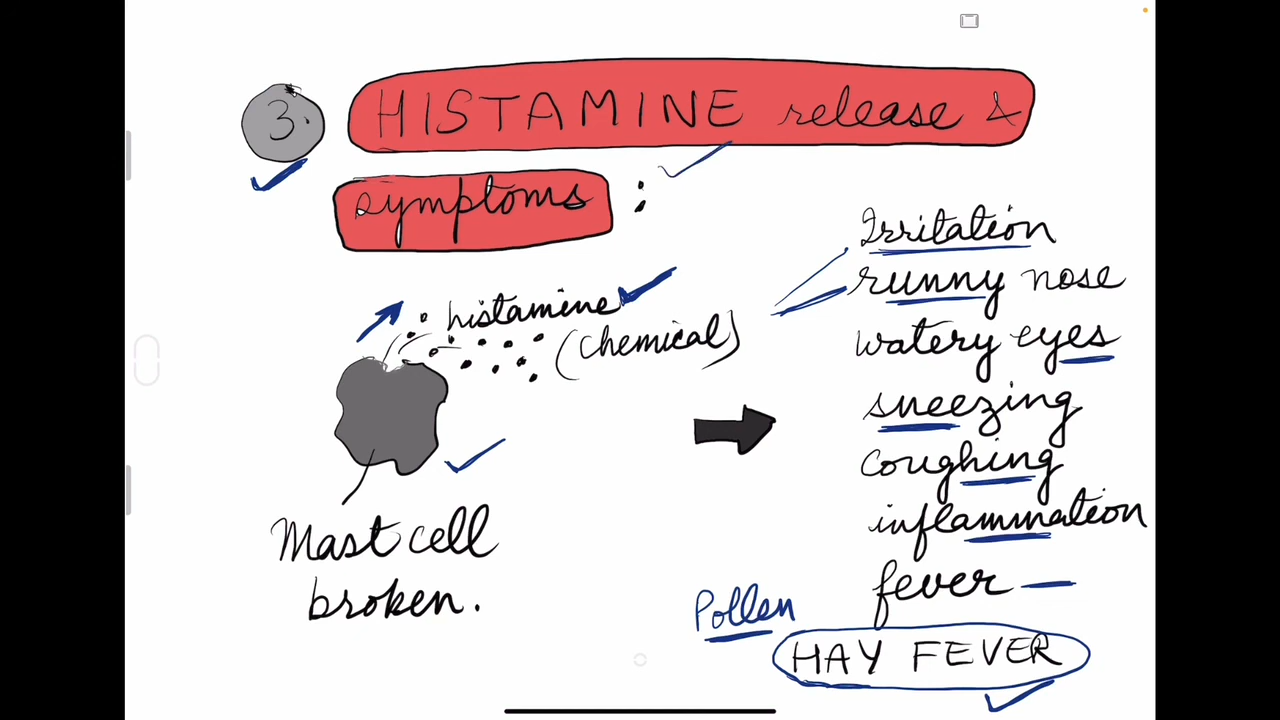 3
HISTAMINE release &
symptoms :
histamine
(chemical)
Mast cell
broken.
Irritation
runny nose
watery eyes
sneezing
coughing
inflammation
fever
Pollen
HAY FEVER